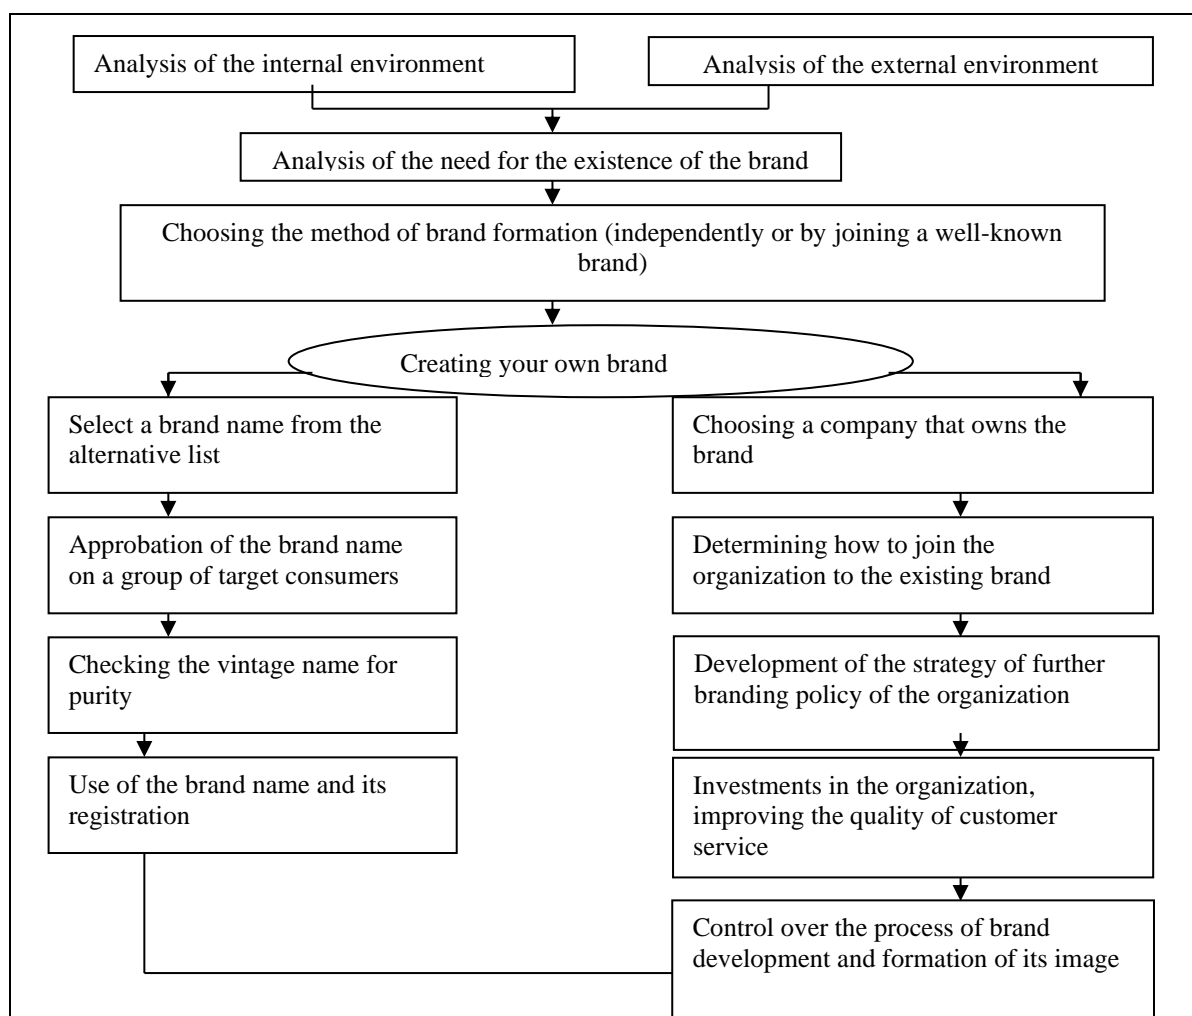 Analysis of the internal environment
Analysis of the external environment
Analysis of the need for the existence of the brand
Choosing the method of brand formation (independently or by joining a well-known
brand)
Creating your own brand
Select a brand name from the
alternative list
Approbation of the brand name
on a group of target consumers
Checking the vintage name for
purity
Use of the brand name and its
registration
Choosing a company that owns the
brand
Determining how to join the
organization to the existing brand
Development of the strategy of further
branding policy of the organization
Investments in the organization,
improving the quality of customer
service
Control over the process of brand
development and formation of its image